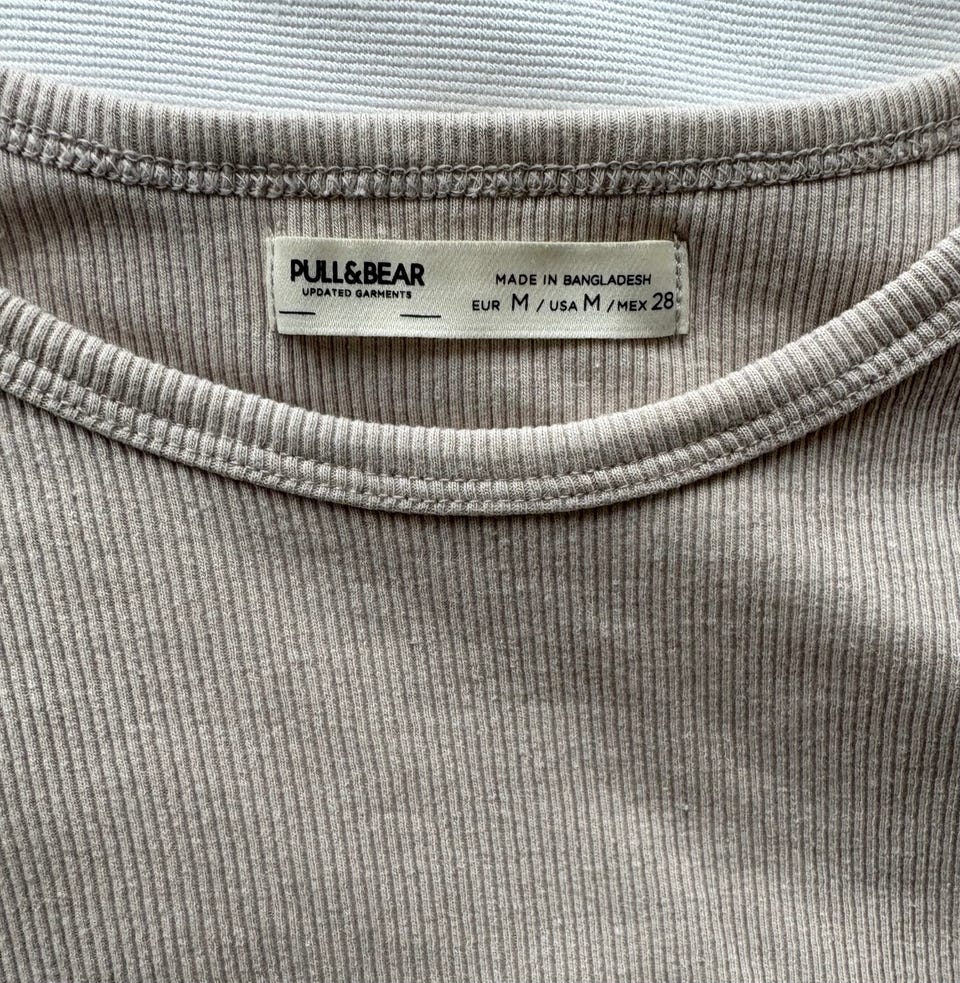 PULL&BEAR
UPDATED GARMENTS
MADE IN BANGLADESH
EUR M / USA M / MEX 28